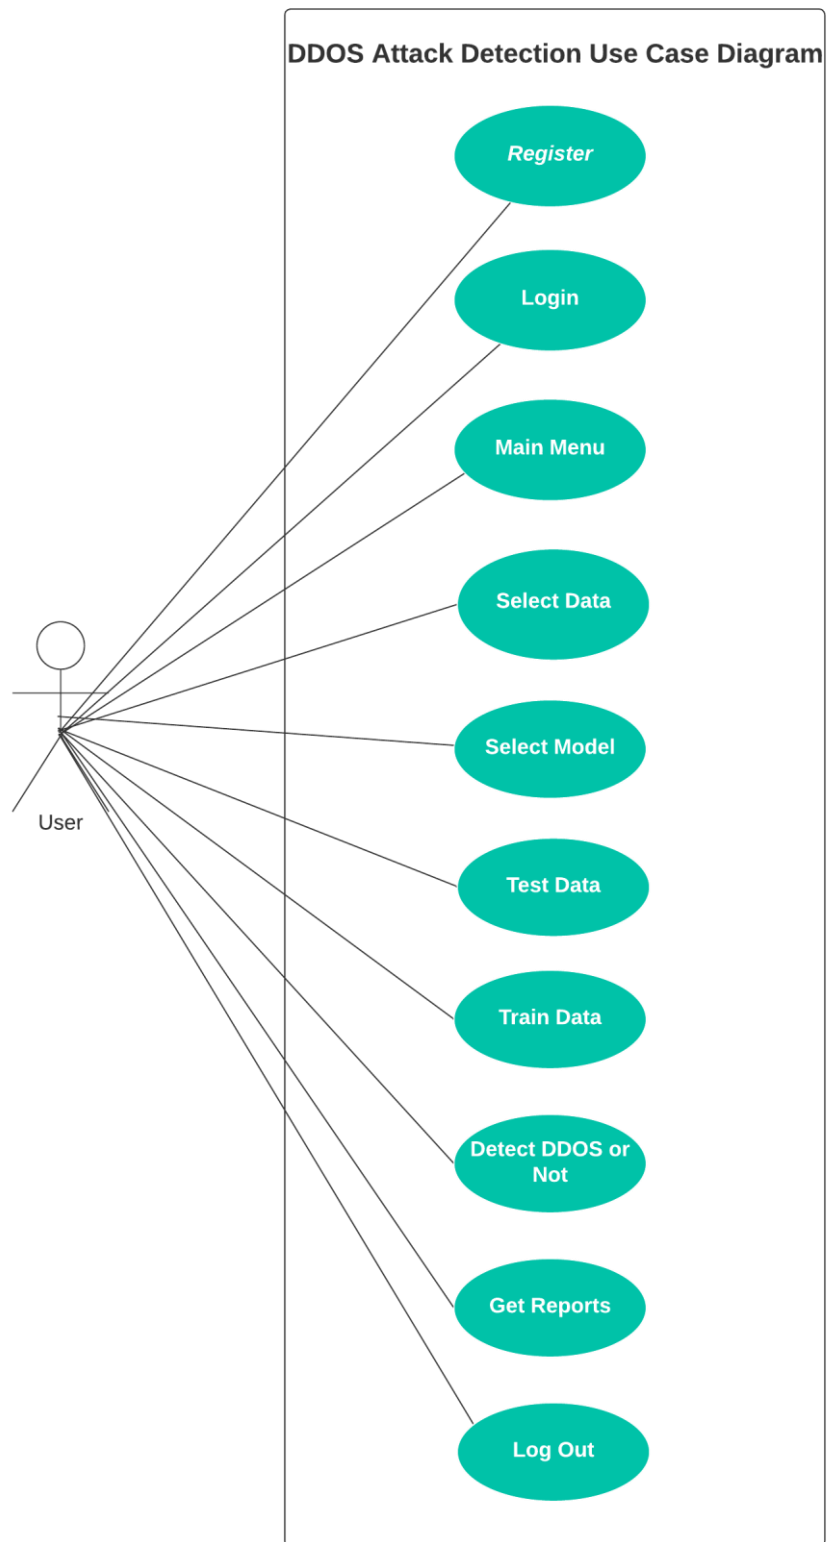 DDOS Attack Detection Use Case Diagram
Register
Login
Main Menu
Select Data
Select Model
User
Test Data
Train Data
Detect DDOS or
Not
Get Reports
Log Out